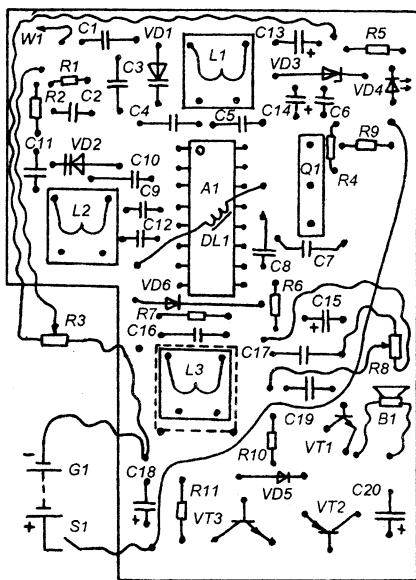 W1 C1 VD1 L1 C13 + R5
VD3
R1 C3 VD4
R2 C2 C4 C5 C14 + C6
C11 VD2 C10 A1 Q1 R9
R4
C9
L2 C12 DL1
C8 C7
VD6 R6
R7 C15
R3 C16 + C17 R8
L3
C19 B1
VT1
− G1 C18 R10
R11 VD5
+ S1 + VT3 VT2 C20
+